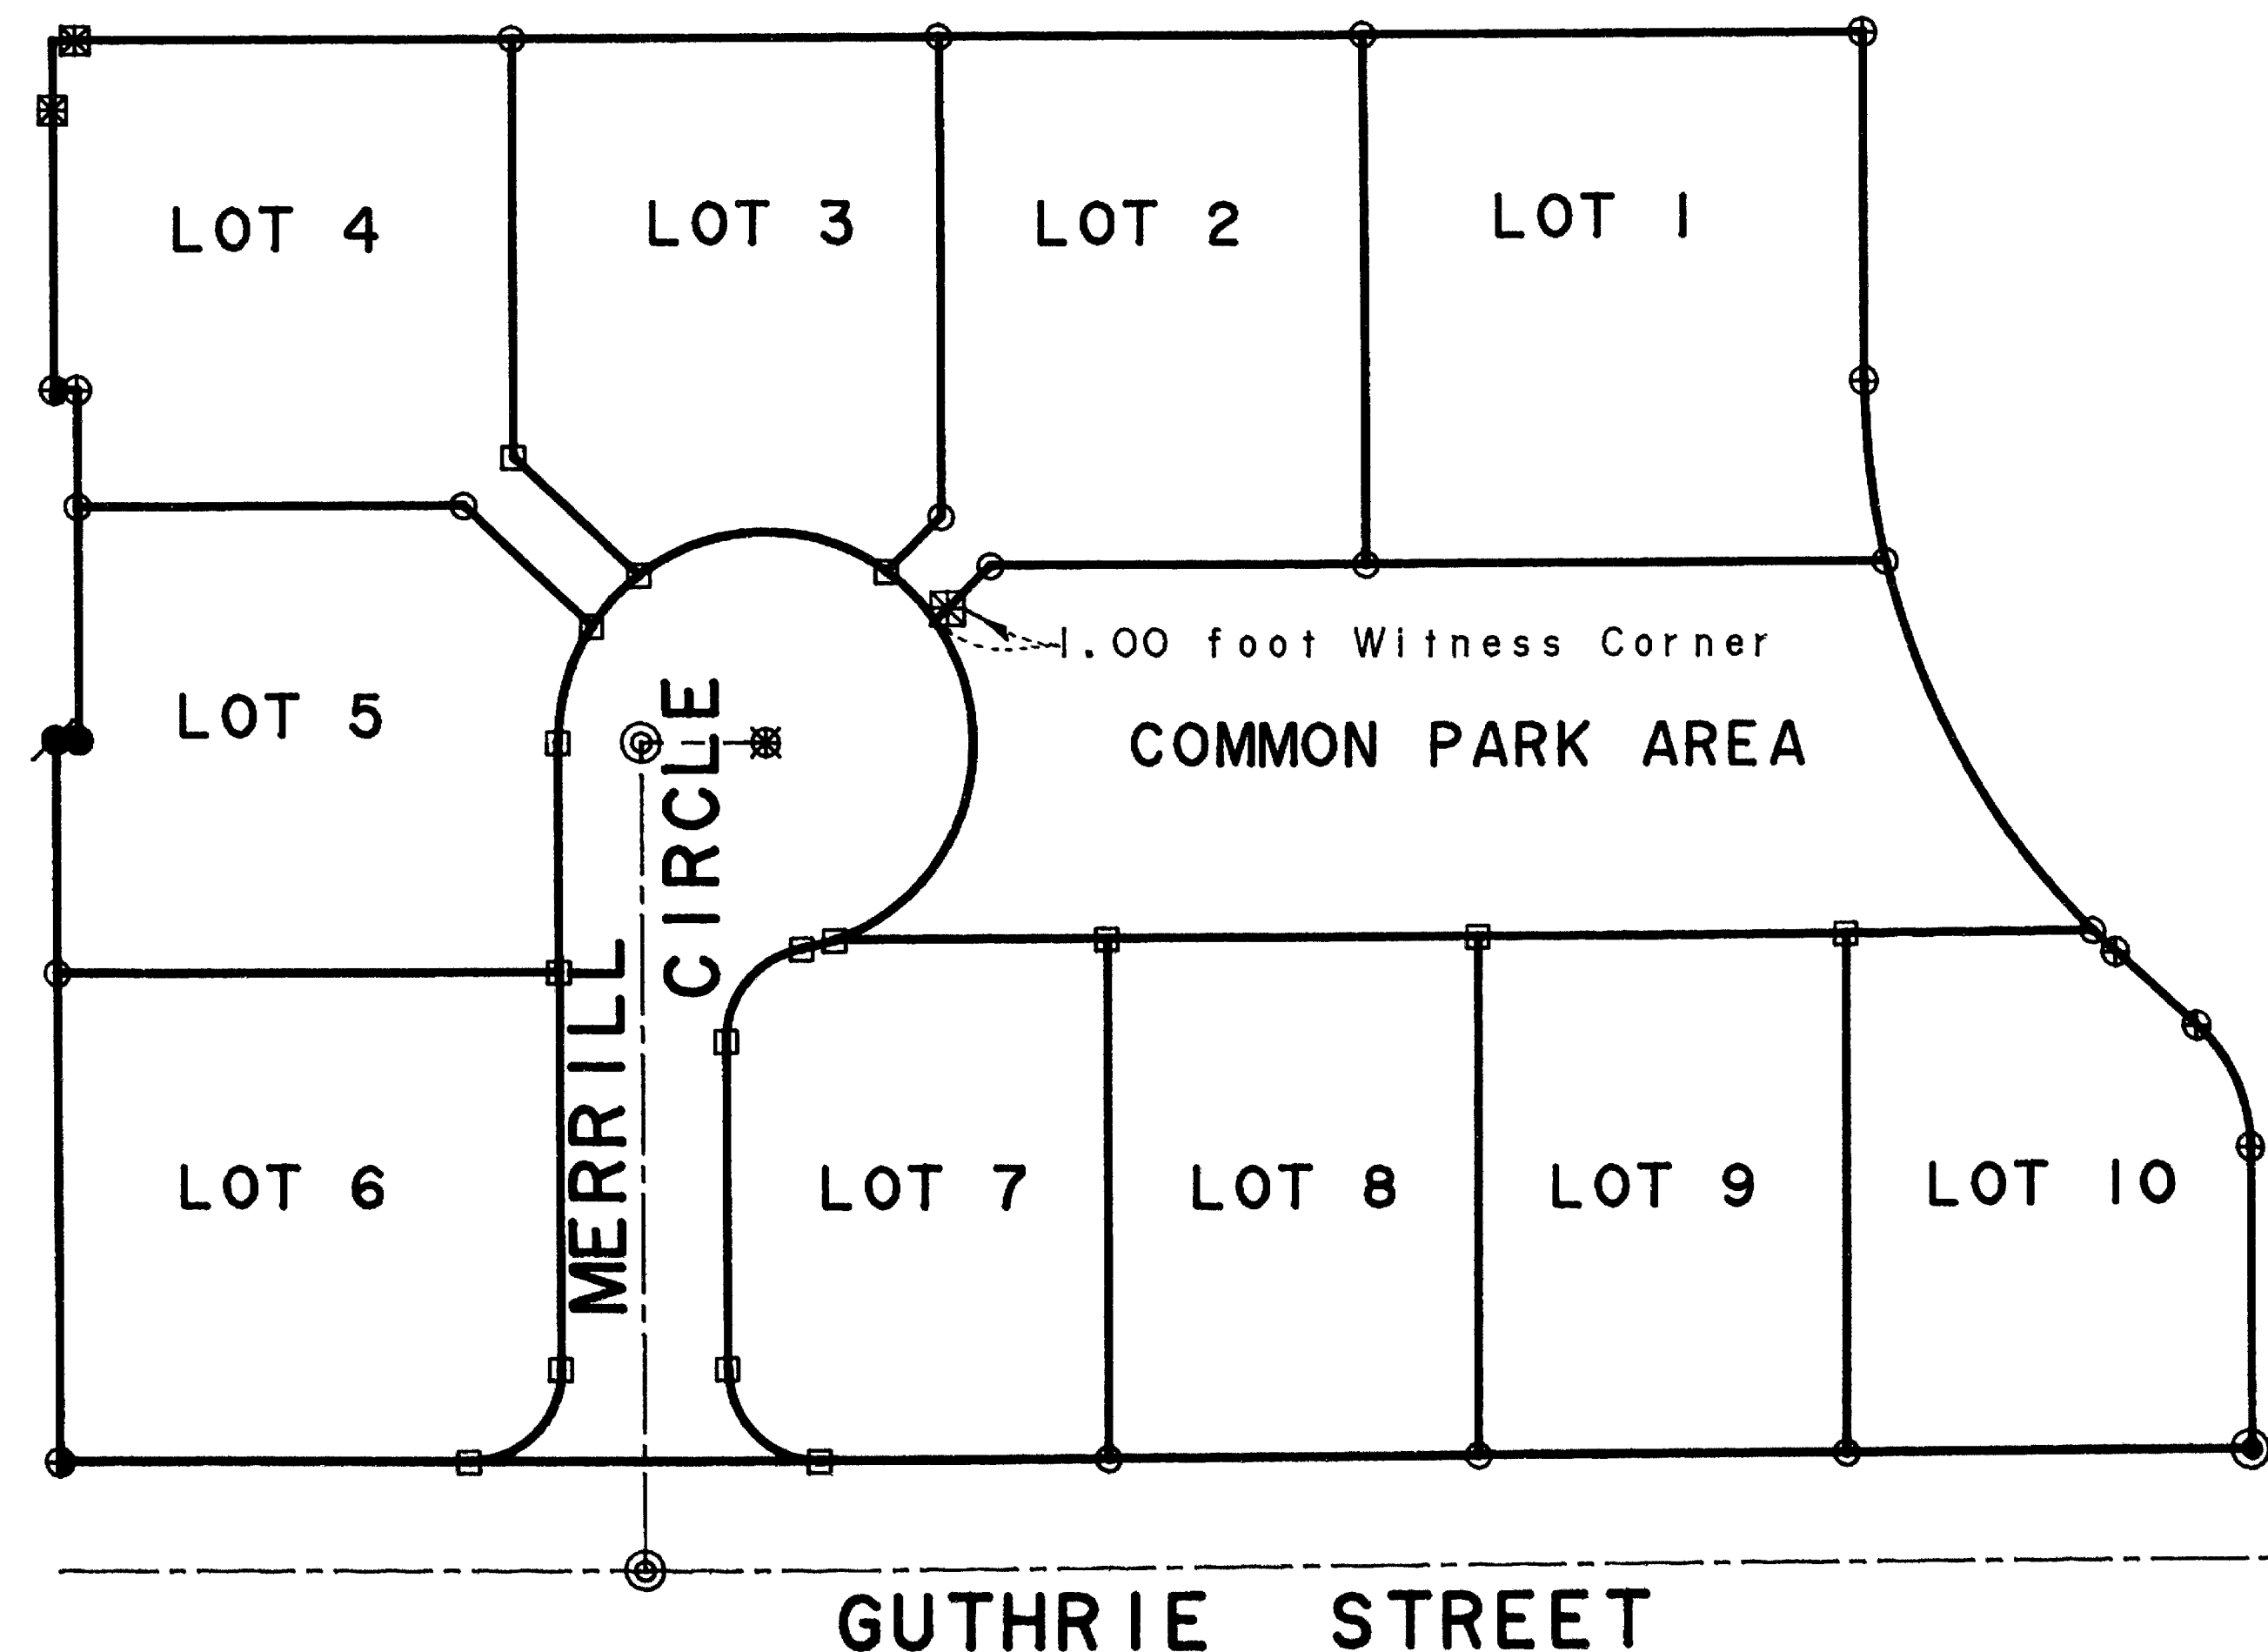 LOT 4
LOT 3
LOT 2
LOT 1
1.00 foot Witness Corner
LOT 5
COMMON PARK AREA
MERRILL
CIRCLE
LOT 6
LOT 7
LOT 8
LOT 9
LOT 10
GUTHRIE STREET